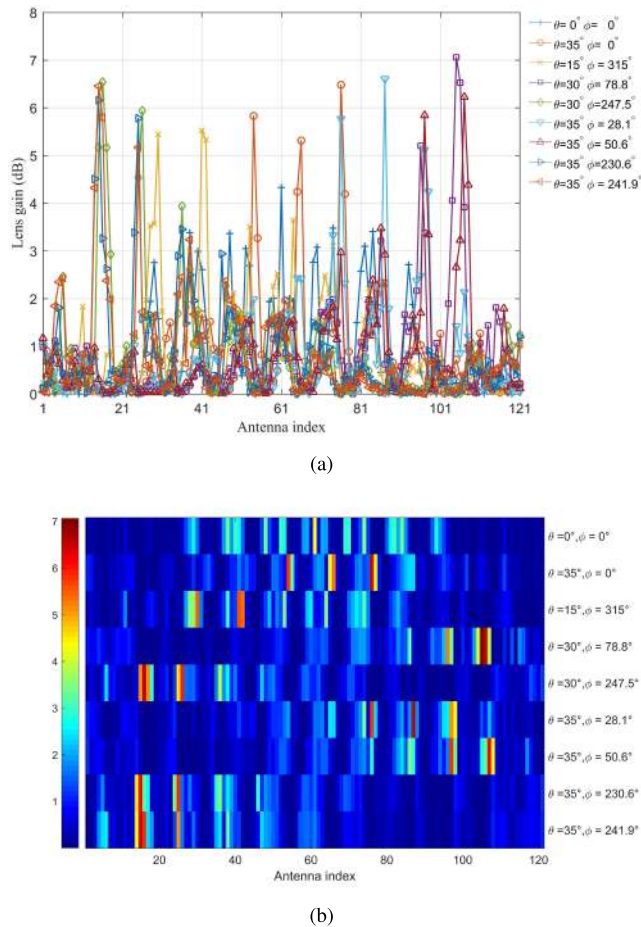 8
7
6
5
4
3
2
1
0
Lens gain (dB)
1 21 41 61 81 101 121
Antenna index
θ= 0° ϕ= 0°
θ=35° ϕ= 0°
θ=15° ϕ = 315°
θ=30° ϕ = 78.8°
θ=30° ϕ = 247.5°
θ=35° ϕ = 28.1°
θ=35° ϕ = 50.6°
θ=35° ϕ =230.6°
θ=35° ϕ = 241.9°
(a)
7
6
5
4
3
2
1
θ =0°,ϕ = 0°
θ =35°,ϕ = 0°
θ =15°,ϕ = 315°
θ =30°,ϕ = 78.8°
θ =30°,ϕ = 247.5°
θ =35°,ϕ = 28.1°
θ =35°,ϕ = 50.6°
θ =35°,ϕ = 230.6°
θ =35°,ϕ = 241.9°
20 40 60 80 100 120
Antenna index
(b)